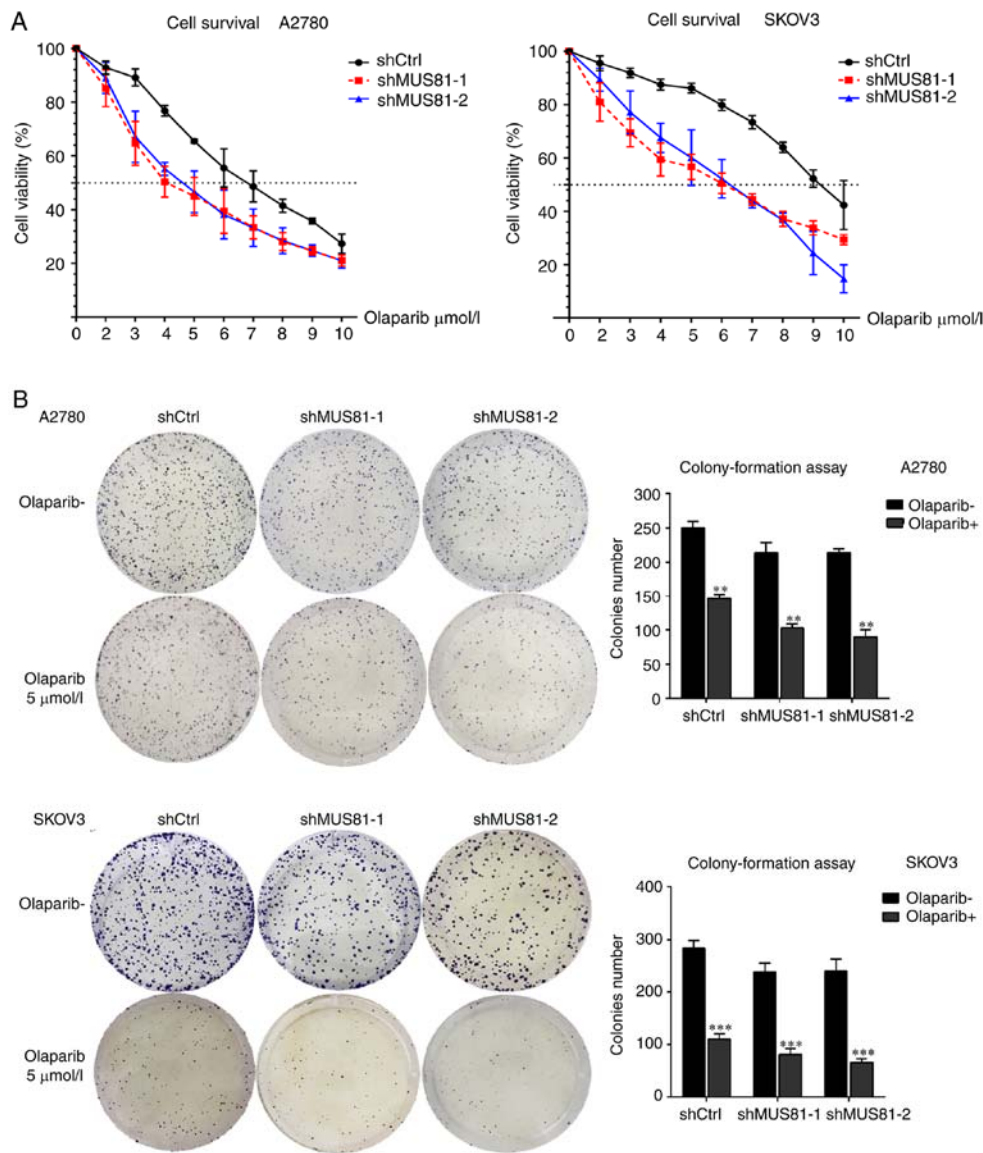 A
Cell survival A2780
shCtrl
shMUS81-1
shMUS81-2
Cell viability (%)
100
80
60
40
20
0 2 3 4 5 6 7 8 9 10
Olaparib μmol/l
Cell survival SKOV3
shCtrl
shMUS81-1
shMUS81-2
Cell viability (%)
100
80
60
40
20
0 2 3 4 5 6 7 8 9 10
Olaparib μmol/l
B
A2780 shCtrl shMUS81-1 shMUS81-2
Olaparib-
Olaparib
5 μmol/l
Colony-formation assay A2780
Olaparib-
Olaparib+
Colonies number
300
250
200
150
100
50
0
** ** **
shCtrl shMUS81-1 shMUS81-2
SKOV3 shCtrl shMUS81-1 shMUS81-2
Olaparib-
Olaparib
5 μmol/l
Colony-formation assay SKOV3
Olaparib-
Olaparib+
Colonies number
400
300
200
100
0
*** *** ***
shCtrl shMUS81-1 shMUS81-2